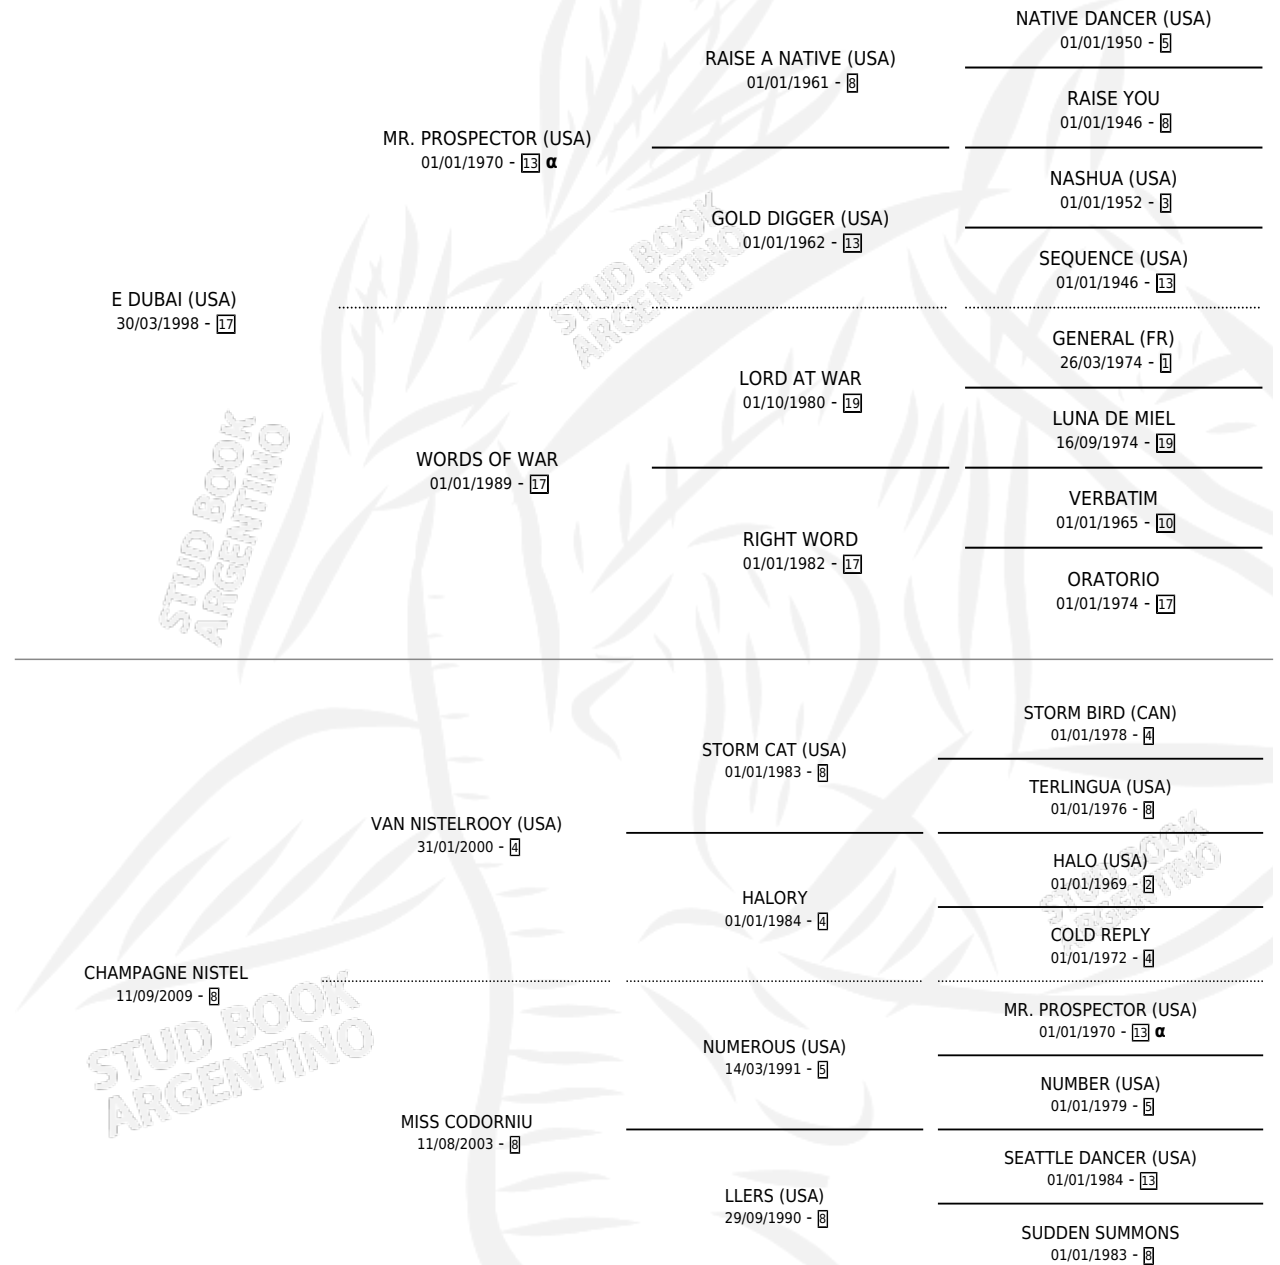 NATIVE DANCER (USA)
01/01/1950 - 5
RAISE A NATIVE (USA)
01/01/1961 - 8
RAISE YOU
01/01/1946 - 8
MR. PROSPECTOR (USA)
01/01/1970 - 13 α
NASHUA (USA)
01/01/1952 - 3
GOLD DIGGER (USA)
01/01/1962 - 13
SEQUENCE (USA)
01/01/1946 - 13
E DUBAI (USA)
30/03/1998 - 17
GENERAL (FR)
26/03/1974 - 1
LORD AT WAR
01/10/1980 - 19
LUNA DE MIEL
16/09/1974 - 19
WORDS OF WAR
01/01/1989 - 17
VERBATIM
01/01/1965 - 10
RIGHT WORD
01/01/1982 - 17
ORATORIO
01/01/1974 - 17
STORM BIRD (CAN)
01/01/1978 - 4
STORM CAT (USA)
01/01/1983 - 8
TERLINGUA (USA)
01/01/1976 - 8
VAN NISTELROOY (USA)
31/01/2000 - 4
HALO (USA)
01/01/1969 - 2
HALORY
01/01/1984 - 4
COLD REPLY
01/01/1972 - 4
CHAMPAGNE NISTEL
11/09/2009 - 8
MR. PROSPECTOR (USA)
01/01/1970 - 13 α
NUMEROUS (USA)
14/03/1991 - 5
NUMBER (USA)
01/01/1979 - 5
MISS CODORNIU
11/08/2003 - 8
SEATTLE DANCER (USA)
01/01/1984 - 13
LLERS (USA)
29/09/1990 - 8
SUDDEN SUMMONS
01/01/1983 - 8
STUD BOOK
ARGENTINO
STUD BOOK
ARGENTINO
STUD BOOK
ARGENTINO
STUD BOOK
ARGENTINO